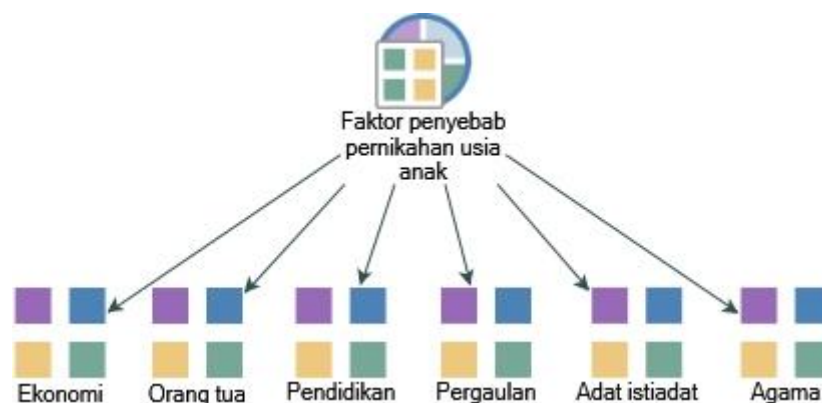 Faktor penyebab
pernikahan usia
anak
Ekonomi Orang tua Pendidikan Pergaulan Adat istiadat Agama